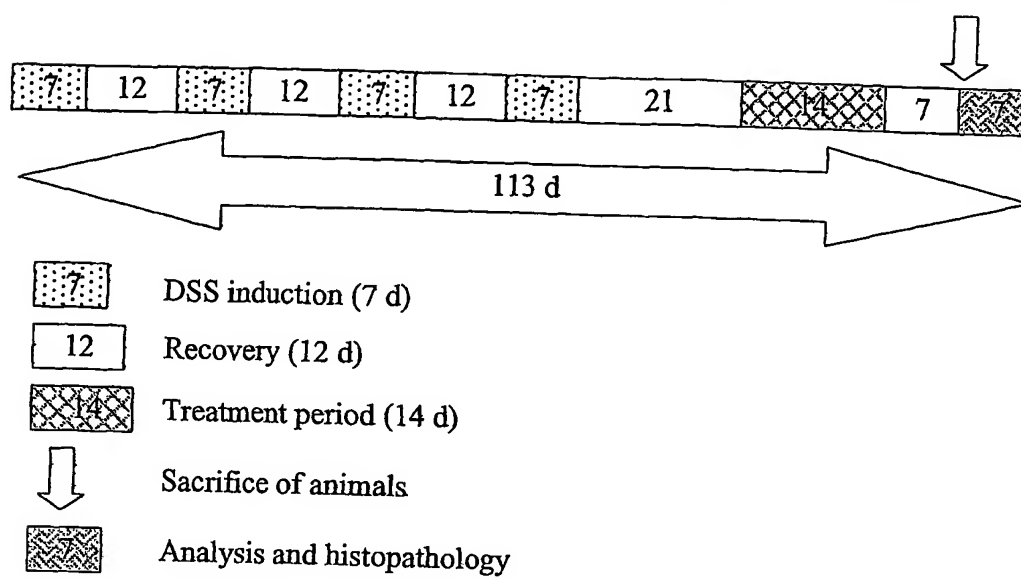 7 12 7 12 7 12 7 21 14 7 7
113 d
7 DSS induction (7 d)
12 Recovery (12 d)
14 Treatment period (14 d)
Sacrifice of animals
7 Analysis and histopathology